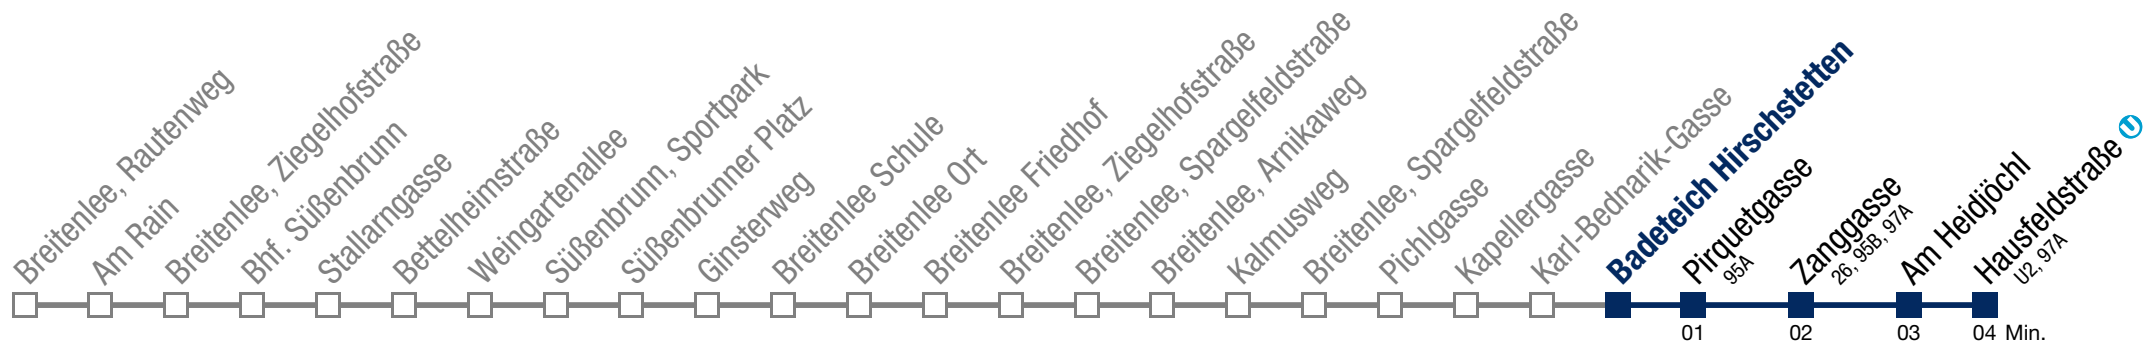 Breitenlee, Rautenweg
Am Rain
Breitenlee, Ziegelhofstraße
Bhf. Süßenbrunn
Stallarngasse
Bettelheimstraße
Weingartenallee
Süßenbrunn, Sportpark
Süßenbrunner Platz
Ginsterweg
Breitenlee Schule
Breitenlee Ort
Breitenlee Friedhof
Breitenlee, Ziegelhofstraße
Breitenlee, Spargelfeldstraße
Breitenlee, Arnikaweg
Kalmusweg
Breitenlee, Spargelfeldstraße
Pichlgasse
Kapellergasse
Karl-Bednarik-Gasse
Badeteich Hirschstetten
Pirquetgasse
95A
Zanggasse
26, 95B, 97A
Am Heidjöchl
Hausfeldstraße U
U2, 97A
01 02 03 04 Min.